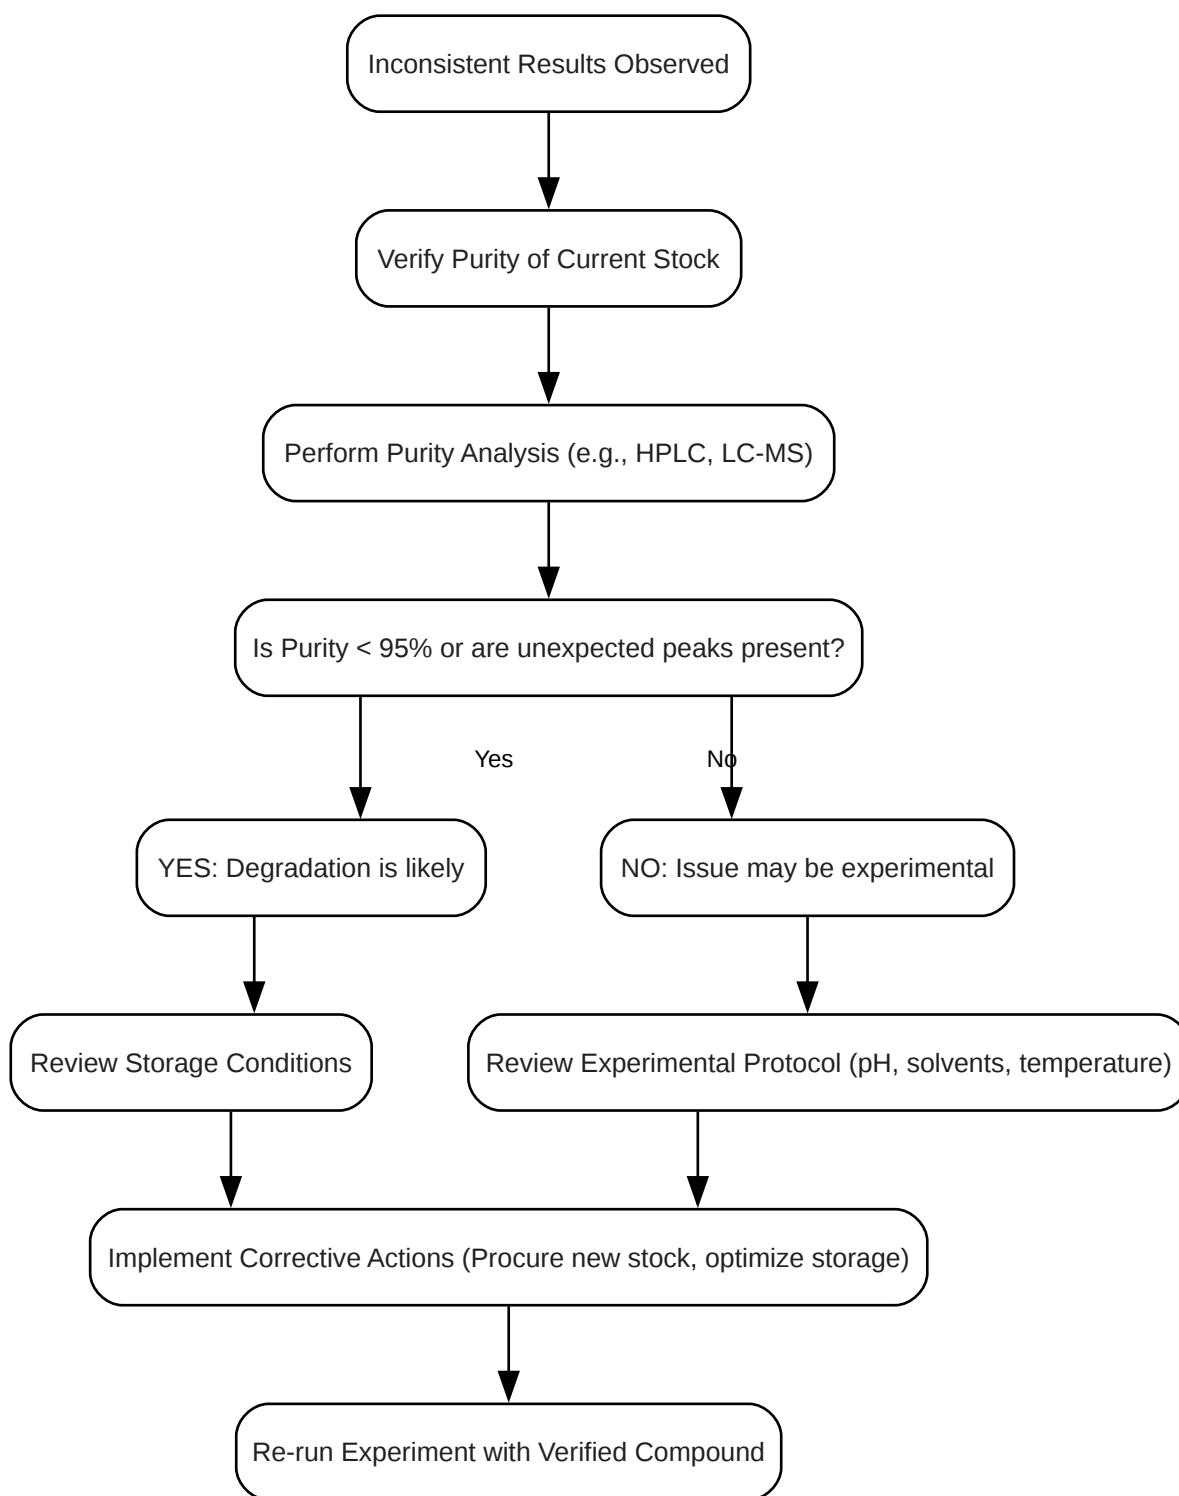 Inconsistent Results Observed
Verify Purity of Current Stock
Perform Purity Analysis (e.g., HPLC, LC-MS)
Is Purity < 95% or are unexpected peaks present?
Yes
No
YES: Degradation is likely
NO: Issue may be experimental
Review Storage Conditions
Review Experimental Protocol (pH, solvents, temperature)
Implement Corrective Actions (Procure new stock, optimize storage)
Re-run Experiment with Verified Compound